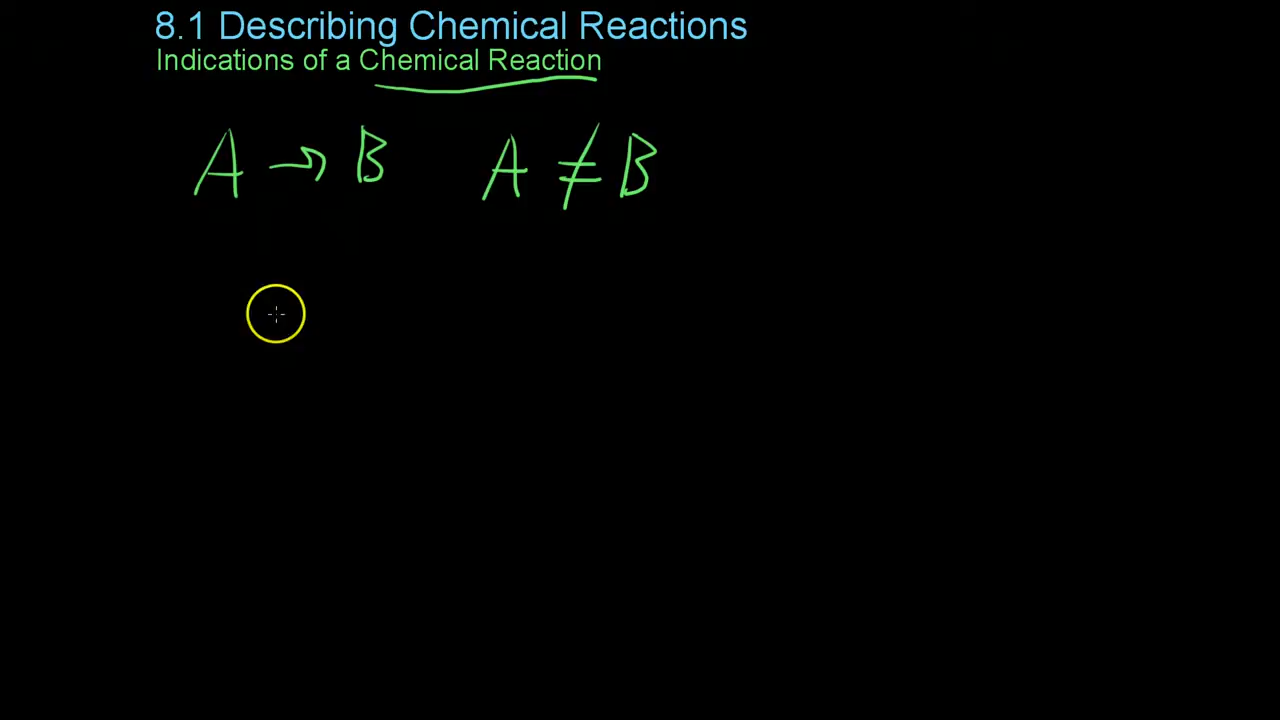 8.1 Describing Chemical Reactions
Indications of a Chemical Reaction
A → B A ≠ B